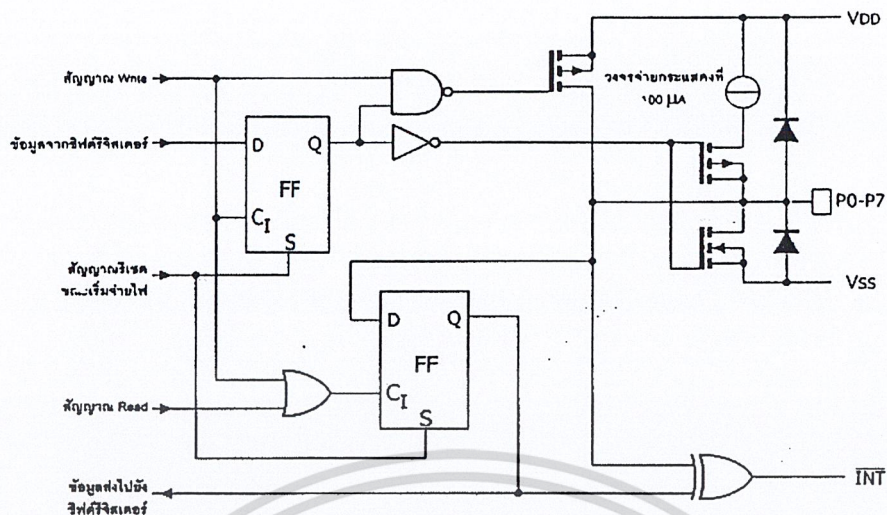 VDD
วงจรจ่ายกระแสคงที่
100 μA
สัญญาณ Write
ข้อมูลจากชิฟต์รีจิสเตอร์
D
Q
FF
CI
S
P0-P7
สัญญาณรีเซต
ขณะเริ่มจ่ายไฟ
VSS
D
Q
FF
CI
S
สัญญาณ Read
ข้อมูลส่งไปยัง
ชิฟต์รีจิสเตอร์
INT